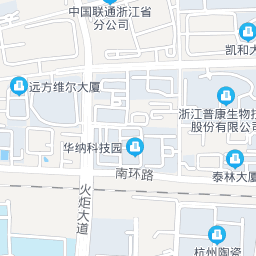 中国联通浙江省
分公司
凯和大
远方维尔大厦
浙江普康生物技
股份有限公司
华纳科技园
南环路
泰林大厦
火炬大道
杭州陶瓷